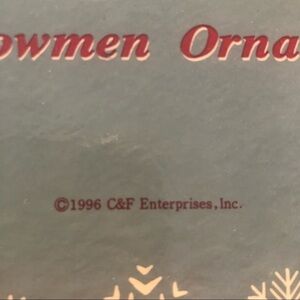 owmen Orna
©1996 C&F Enterprises, Inc.